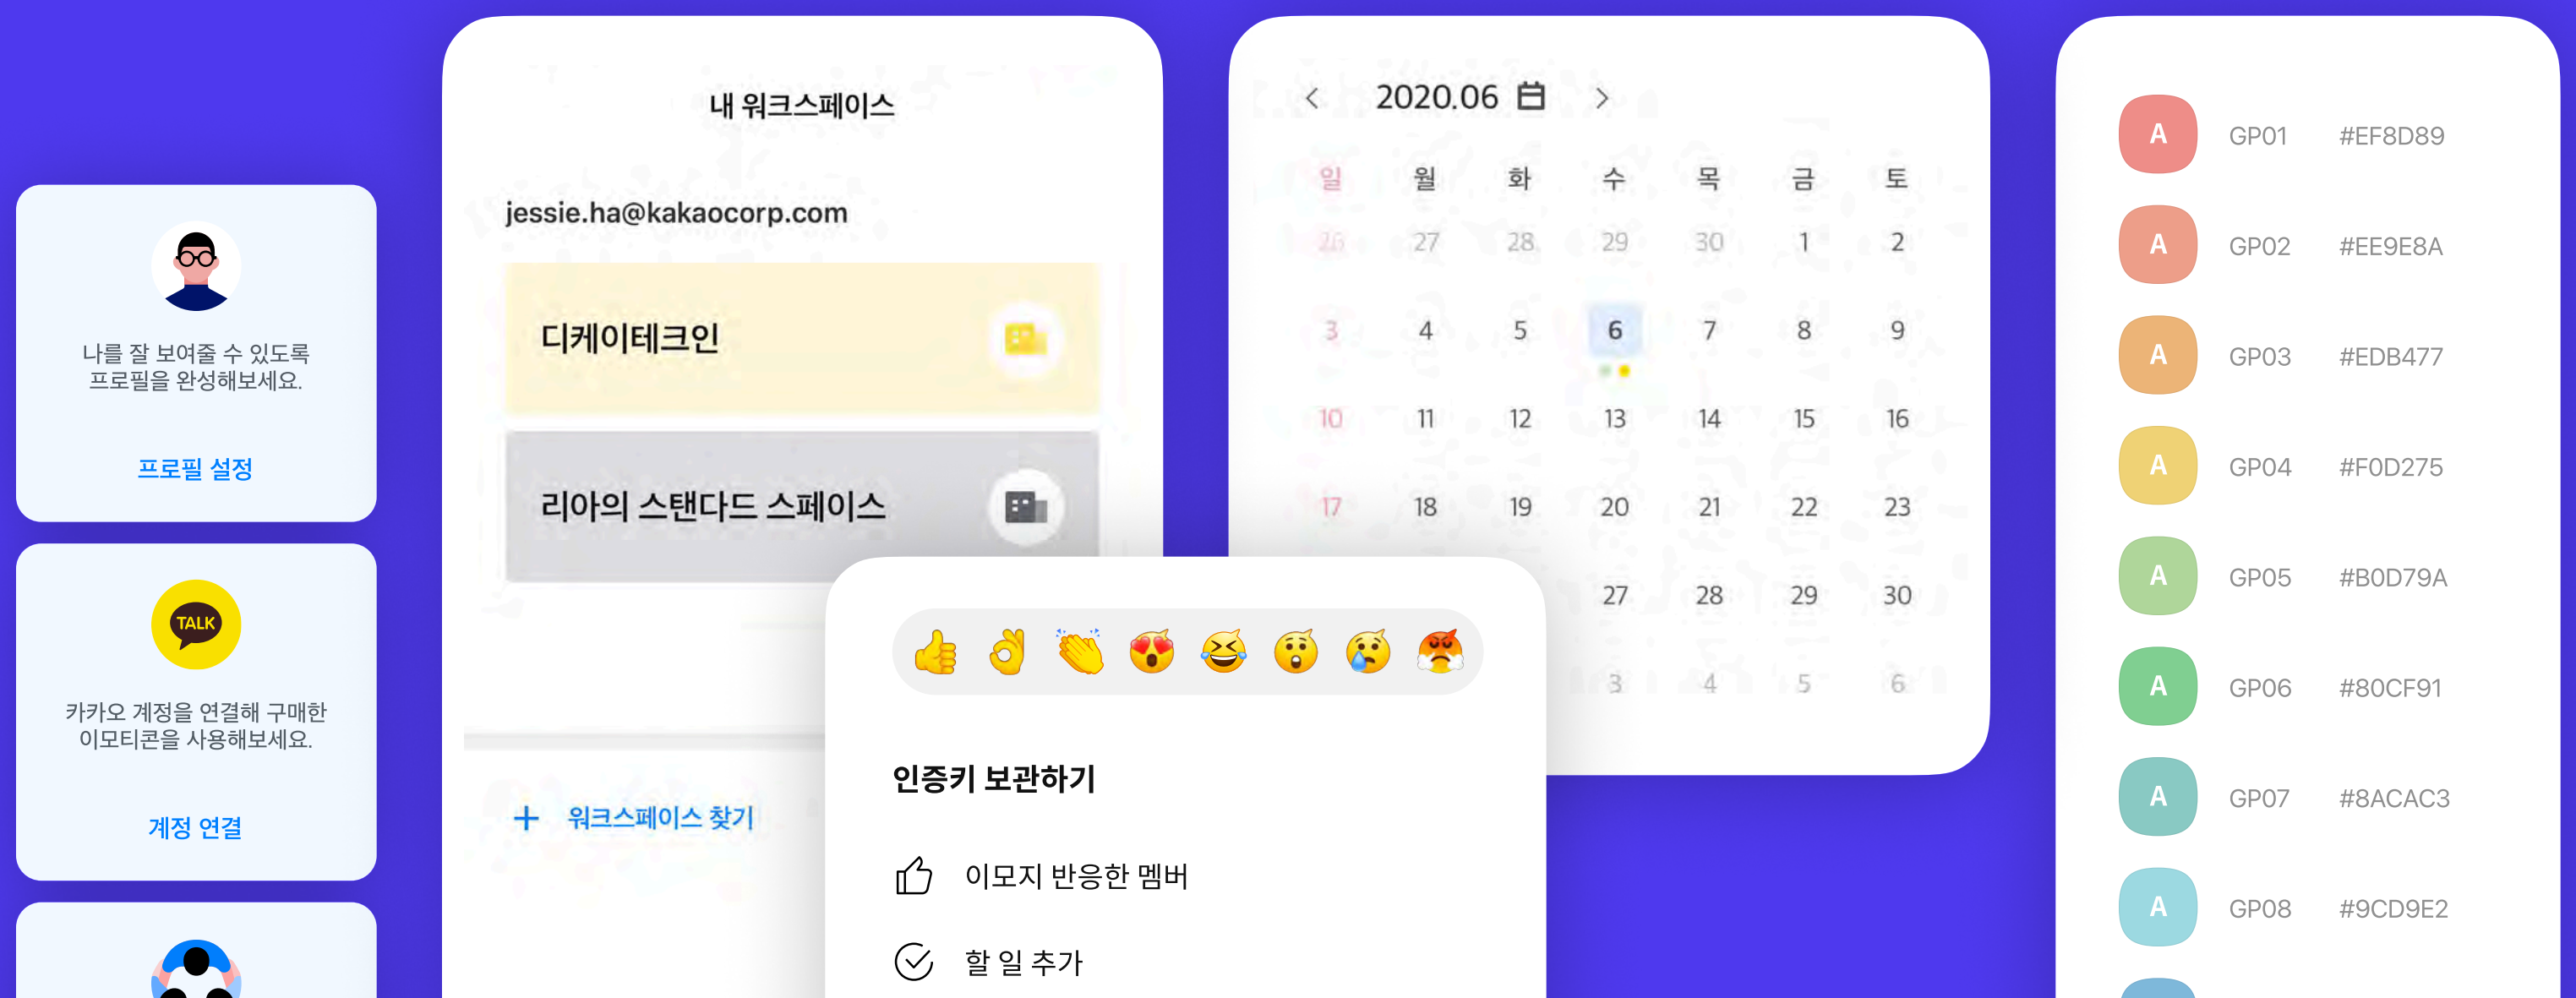 나를 잘 보여줄 수 있도록
프로필을 완성해보세요.
프로필 설정
TALK
카카오 계정을 연결해 구매한
이모티콘을 사용해보세요.
계정 연결
내 워크스페이스
jessie.ha@kakaocorp.com
디케이테크인
리아의 스탠다드 스페이스
+ 워크스페이스 찾기
< 2020.06 >
일 월 화 수 목 금 토
26 27 28 29 30 1 2
3 4 5 6 7 8 9
10 11 12 13 14 15 16
17 18 19 20 21 22 23
27 28 29 30
3 4 5 6
인증키 보관하기
이모지 반응한 멤버
할 일 추가
A GP01 #EF8D89
A GP02 #EE9E8A
A GP03 #EDB477
A GP04 #F0D275
A GP05 #B0D79A
A GP06 #80CF91
A GP07 #8ACAC3
A GP08 #9CD9E2